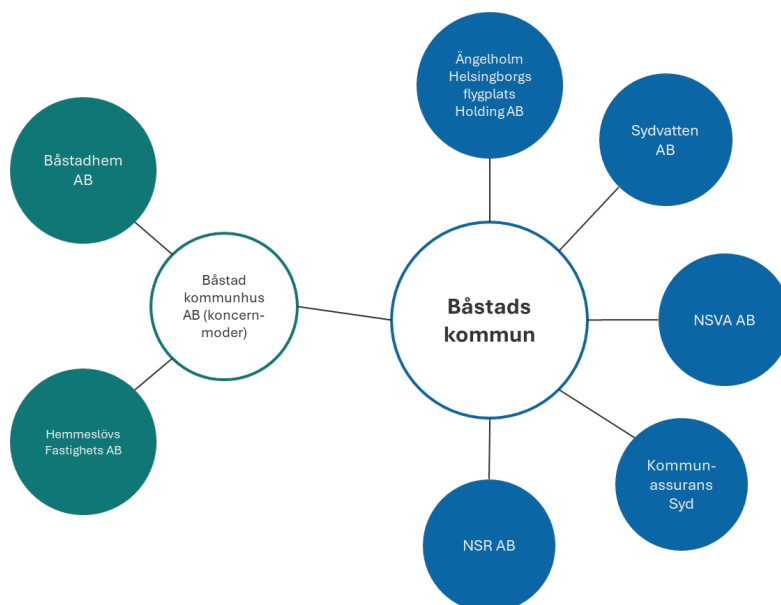 Ängelholm
Helsingborgs
flygplats
Holding AB
Sydvatten
AB
Båstadhem
AB
Båstad
kommunhus
AB (koncern-
moder)
Båstads
kommun
NSVA AB
Hemmeslövs
Fastighets AB
Kommun-
assurans
Syd
NSR AB